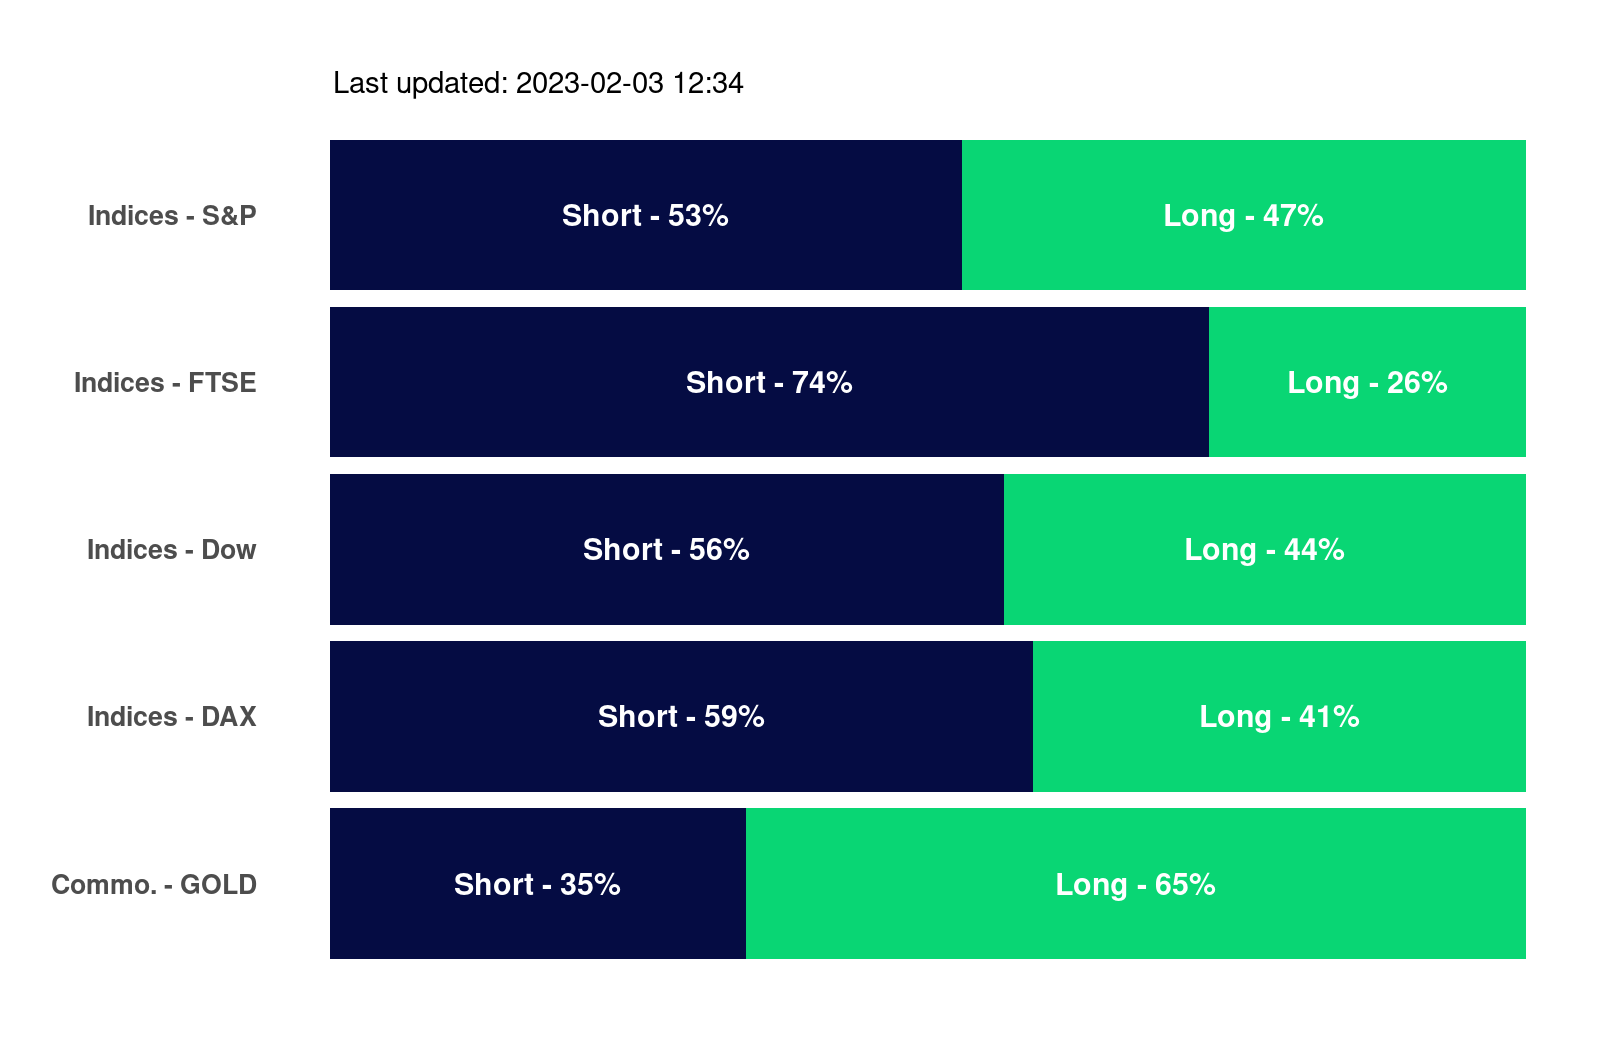 Last updated: 2023-02-03 12:34
Indices - S&P Short - 53% Long - 47%
Indices - FTSE Short - 74% Long - 26%
Indices - Dow Short - 56% Long - 44%
Indices - DAX Short - 59% Long - 41%
Commo. - GOLD Short - 35% Long - 65%